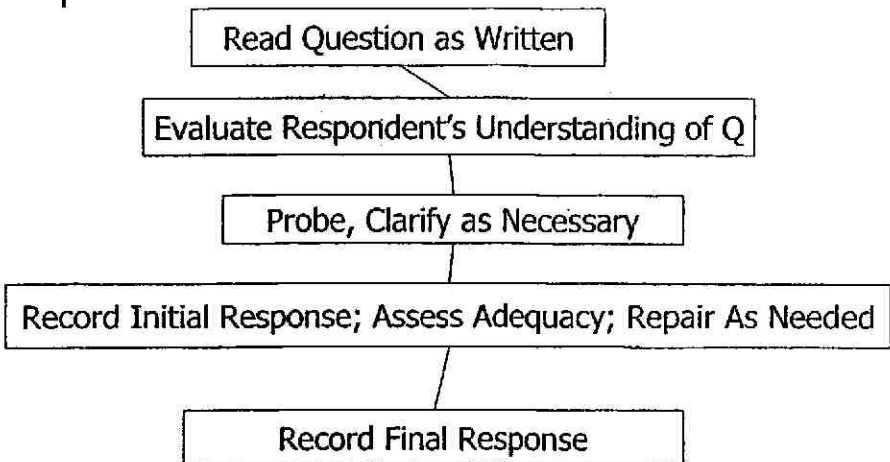 Read Question as Written
Evaluate Respondent's Understanding of Q
Probe, Clarify as Necessary
Record Initial Response; Assess Adequacy; Repair As Needed
Record Final Response